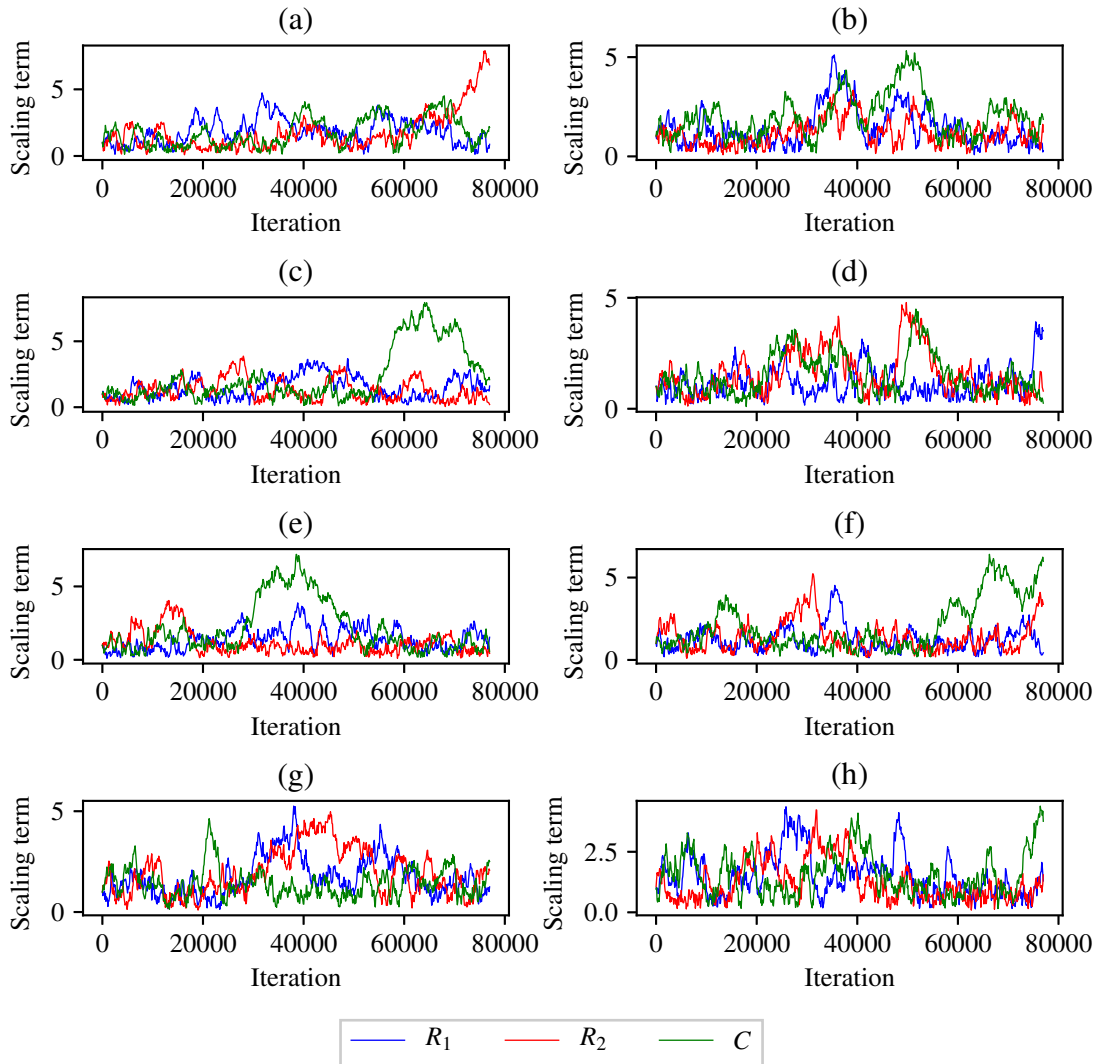 (a) (b)
Scaling term 5 0 Scaling term 5 0
0 20000 40000 60000 80000 0 20000 40000 60000 80000
Iteration Iteration
(c) (d)
Scaling term 5 0 Scaling term 5 0
0 20000 40000 60000 80000 0 20000 40000 60000 80000
Iteration Iteration
(e) (f)
Scaling term 5 0 Scaling term 5 0
0 20000 40000 60000 80000 0 20000 40000 60000 80000
Iteration Iteration
(g) (h)
Scaling term 5 0 Scaling term 2.5 0.0
0 20000 40000 60000 80000 0 20000 40000 60000 80000
Iteration Iteration
R₁ R₂ C